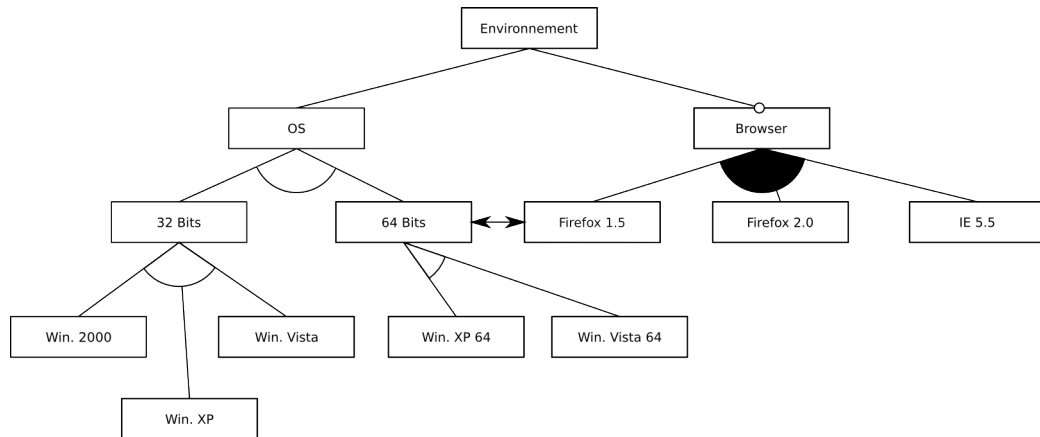 Environnement
OS
Browser
32 Bits
64 Bits
Firefox 1.5
Firefox 2.0
IE 5.5
Win. 2000
Win. Vista
Win. XP 64
Win. Vista 64
Win. XP